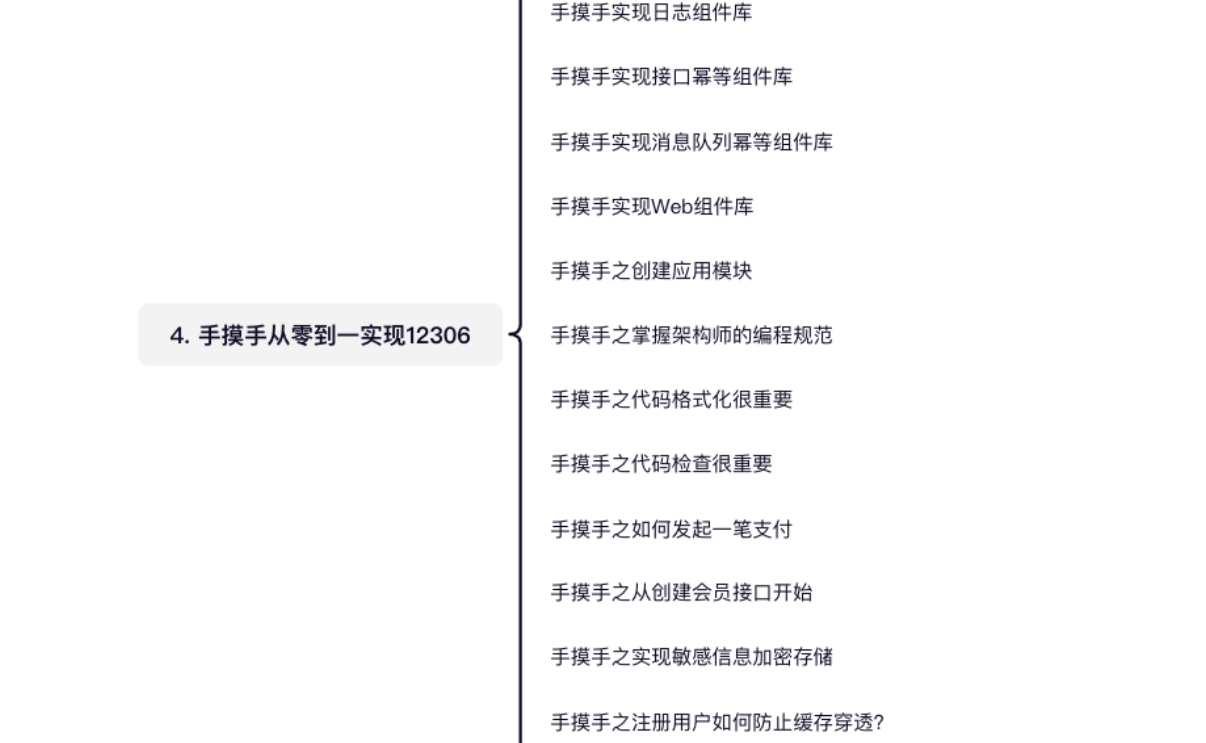 手摸手实现日志组件库
手摸手实现接口幂等组件库
手摸手实现消息队列幂等组件库
手摸手实现Web组件库
手摸手之创建应用模块
4. 手摸手从零到一实现12306
手摸手之掌握架构师的编程规范
手摸手之代码格式化很重要
手摸手之代码检查很重要
手摸手之如何发起一笔支付
手摸手之从创建会员接口开始
手摸手之实现敏感信息加密存储
手摸手之注册用户如何防止缓存穿透?